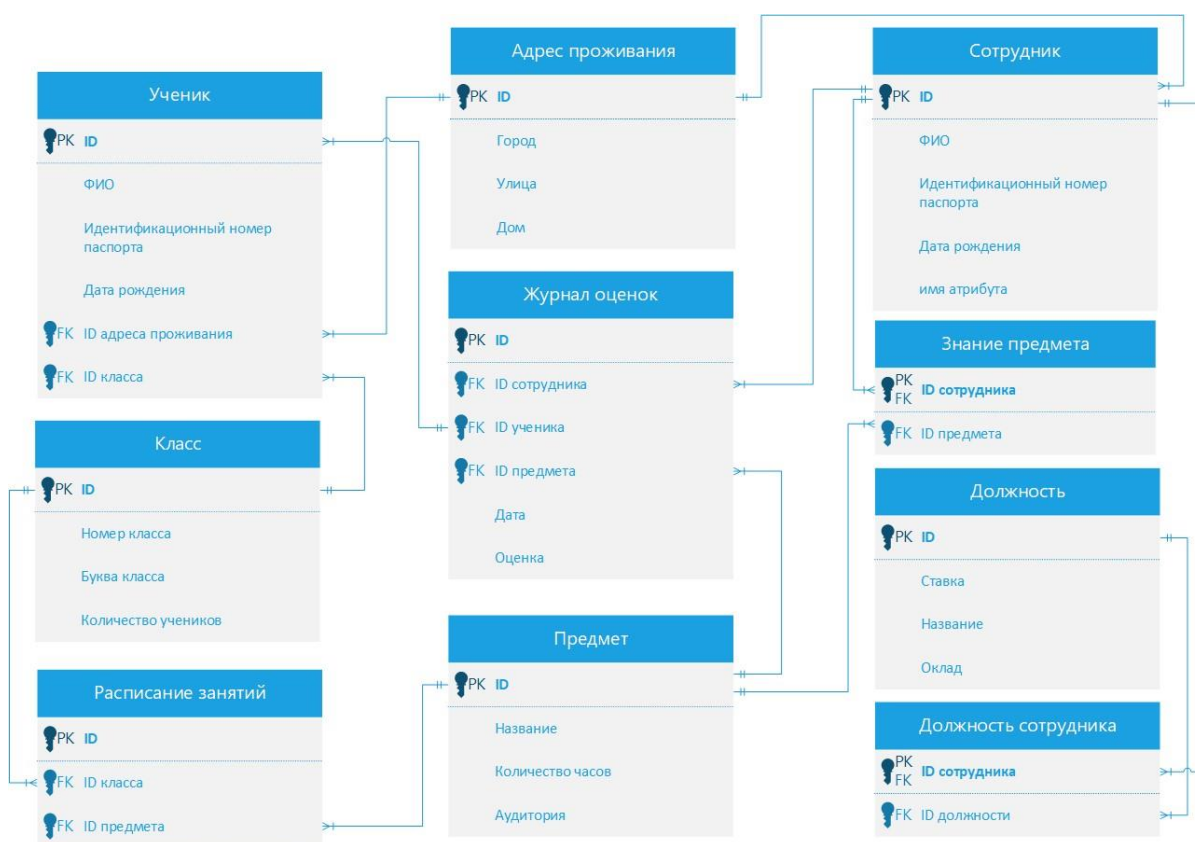 Ученик
PK ID
ФИО
Идентификационный номер
паспорта
Дата рождения
FK ID адреса проживания
FK ID класса
Класс
PK ID
Номер класса
Буква класса
Количество учеников
Расписание занятий
PK ID
FK ID класса
FK ID предмета
Адрес проживания
PK ID
Город
Улица
Дом
Журнал оценок
PK ID
FK ID сотрудника
FK ID ученика
FK ID предмета
Дата
Оценка
Предмет
PK ID
Название
Количество часов
Аудитория
Сотрудник
PK ID
ФИО
Идентификационный номер
паспорта
Дата рождения
имя атрибута
Знание предмета
PK
FK ID сотрудника
FK ID предмета
Должность
PK ID
Ставка
Название
Оклад
Должность сотрудника
PK
FK ID сотрудника
FK ID должности